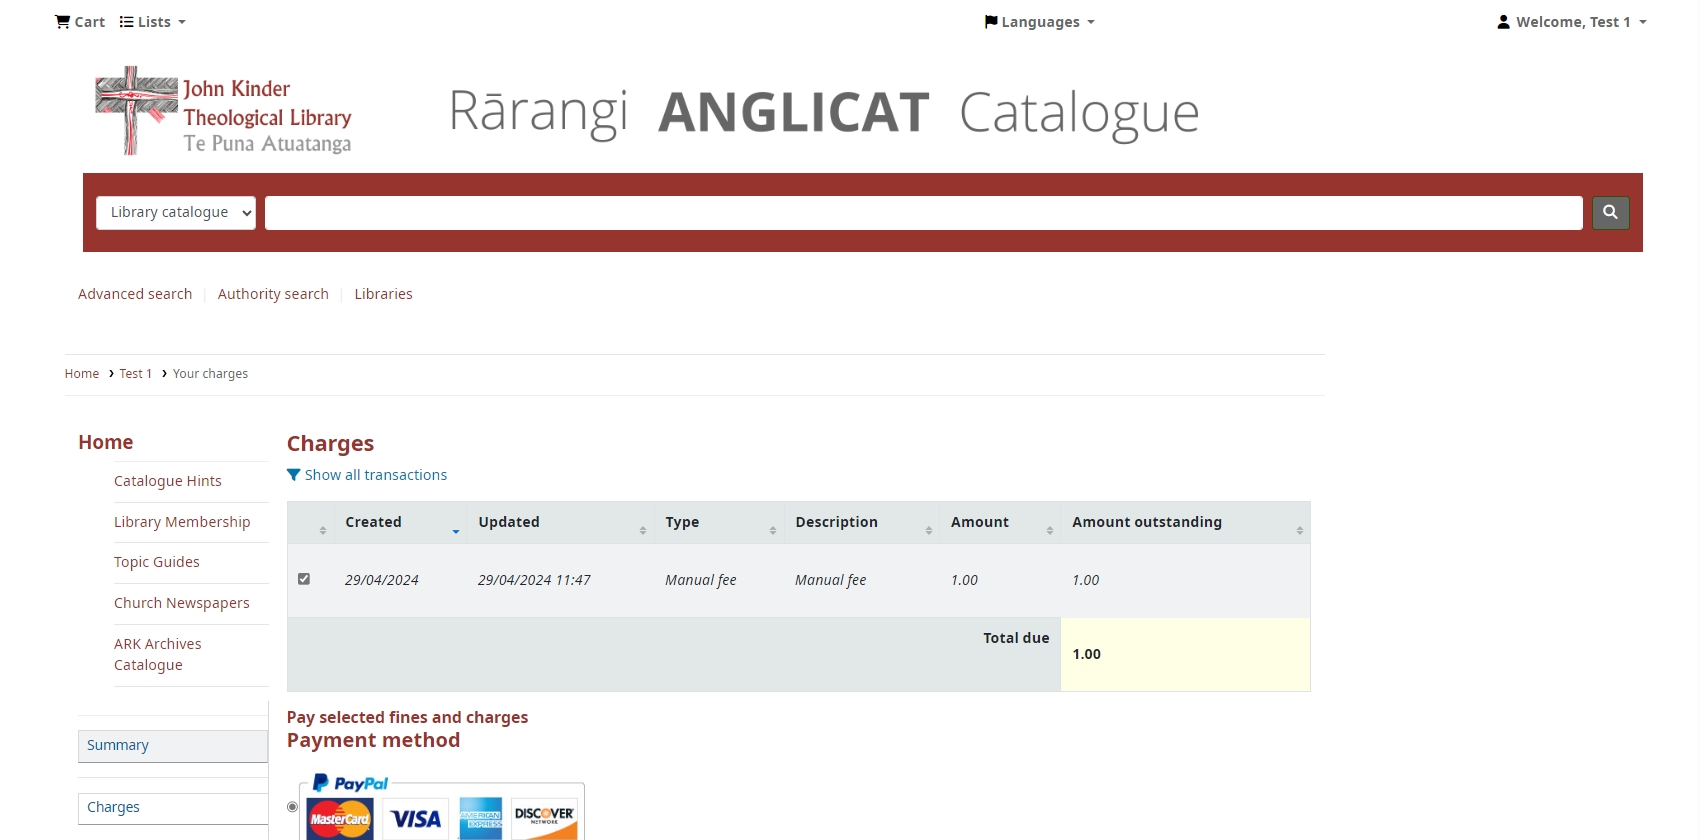 Cart Lists Languages Welcome, Test 1
John Kinder
Theological Library
Te Puna Atuatanga
Rārangi ANGLICAT Catalogue
Library catalogue
Advanced search Authority search Libraries
Home › Test 1 › Your charges
Home
Catalogue Hints
Library Membership
Topic Guides
Church Newspapers
ARK Archives
Catalogue
Summary
Charges
Charges
Show all transactions
Created Updated Type Description Amount Amount outstanding
29/04/2024 29/04/2024 11:47 Manual fee Manual fee 1.00 1.00
Total due 1.00
Pay selected fines and charges
Payment method
PayPal
MasterCard VISA AMERICAN EXPRESS DISCOVER NETWORK